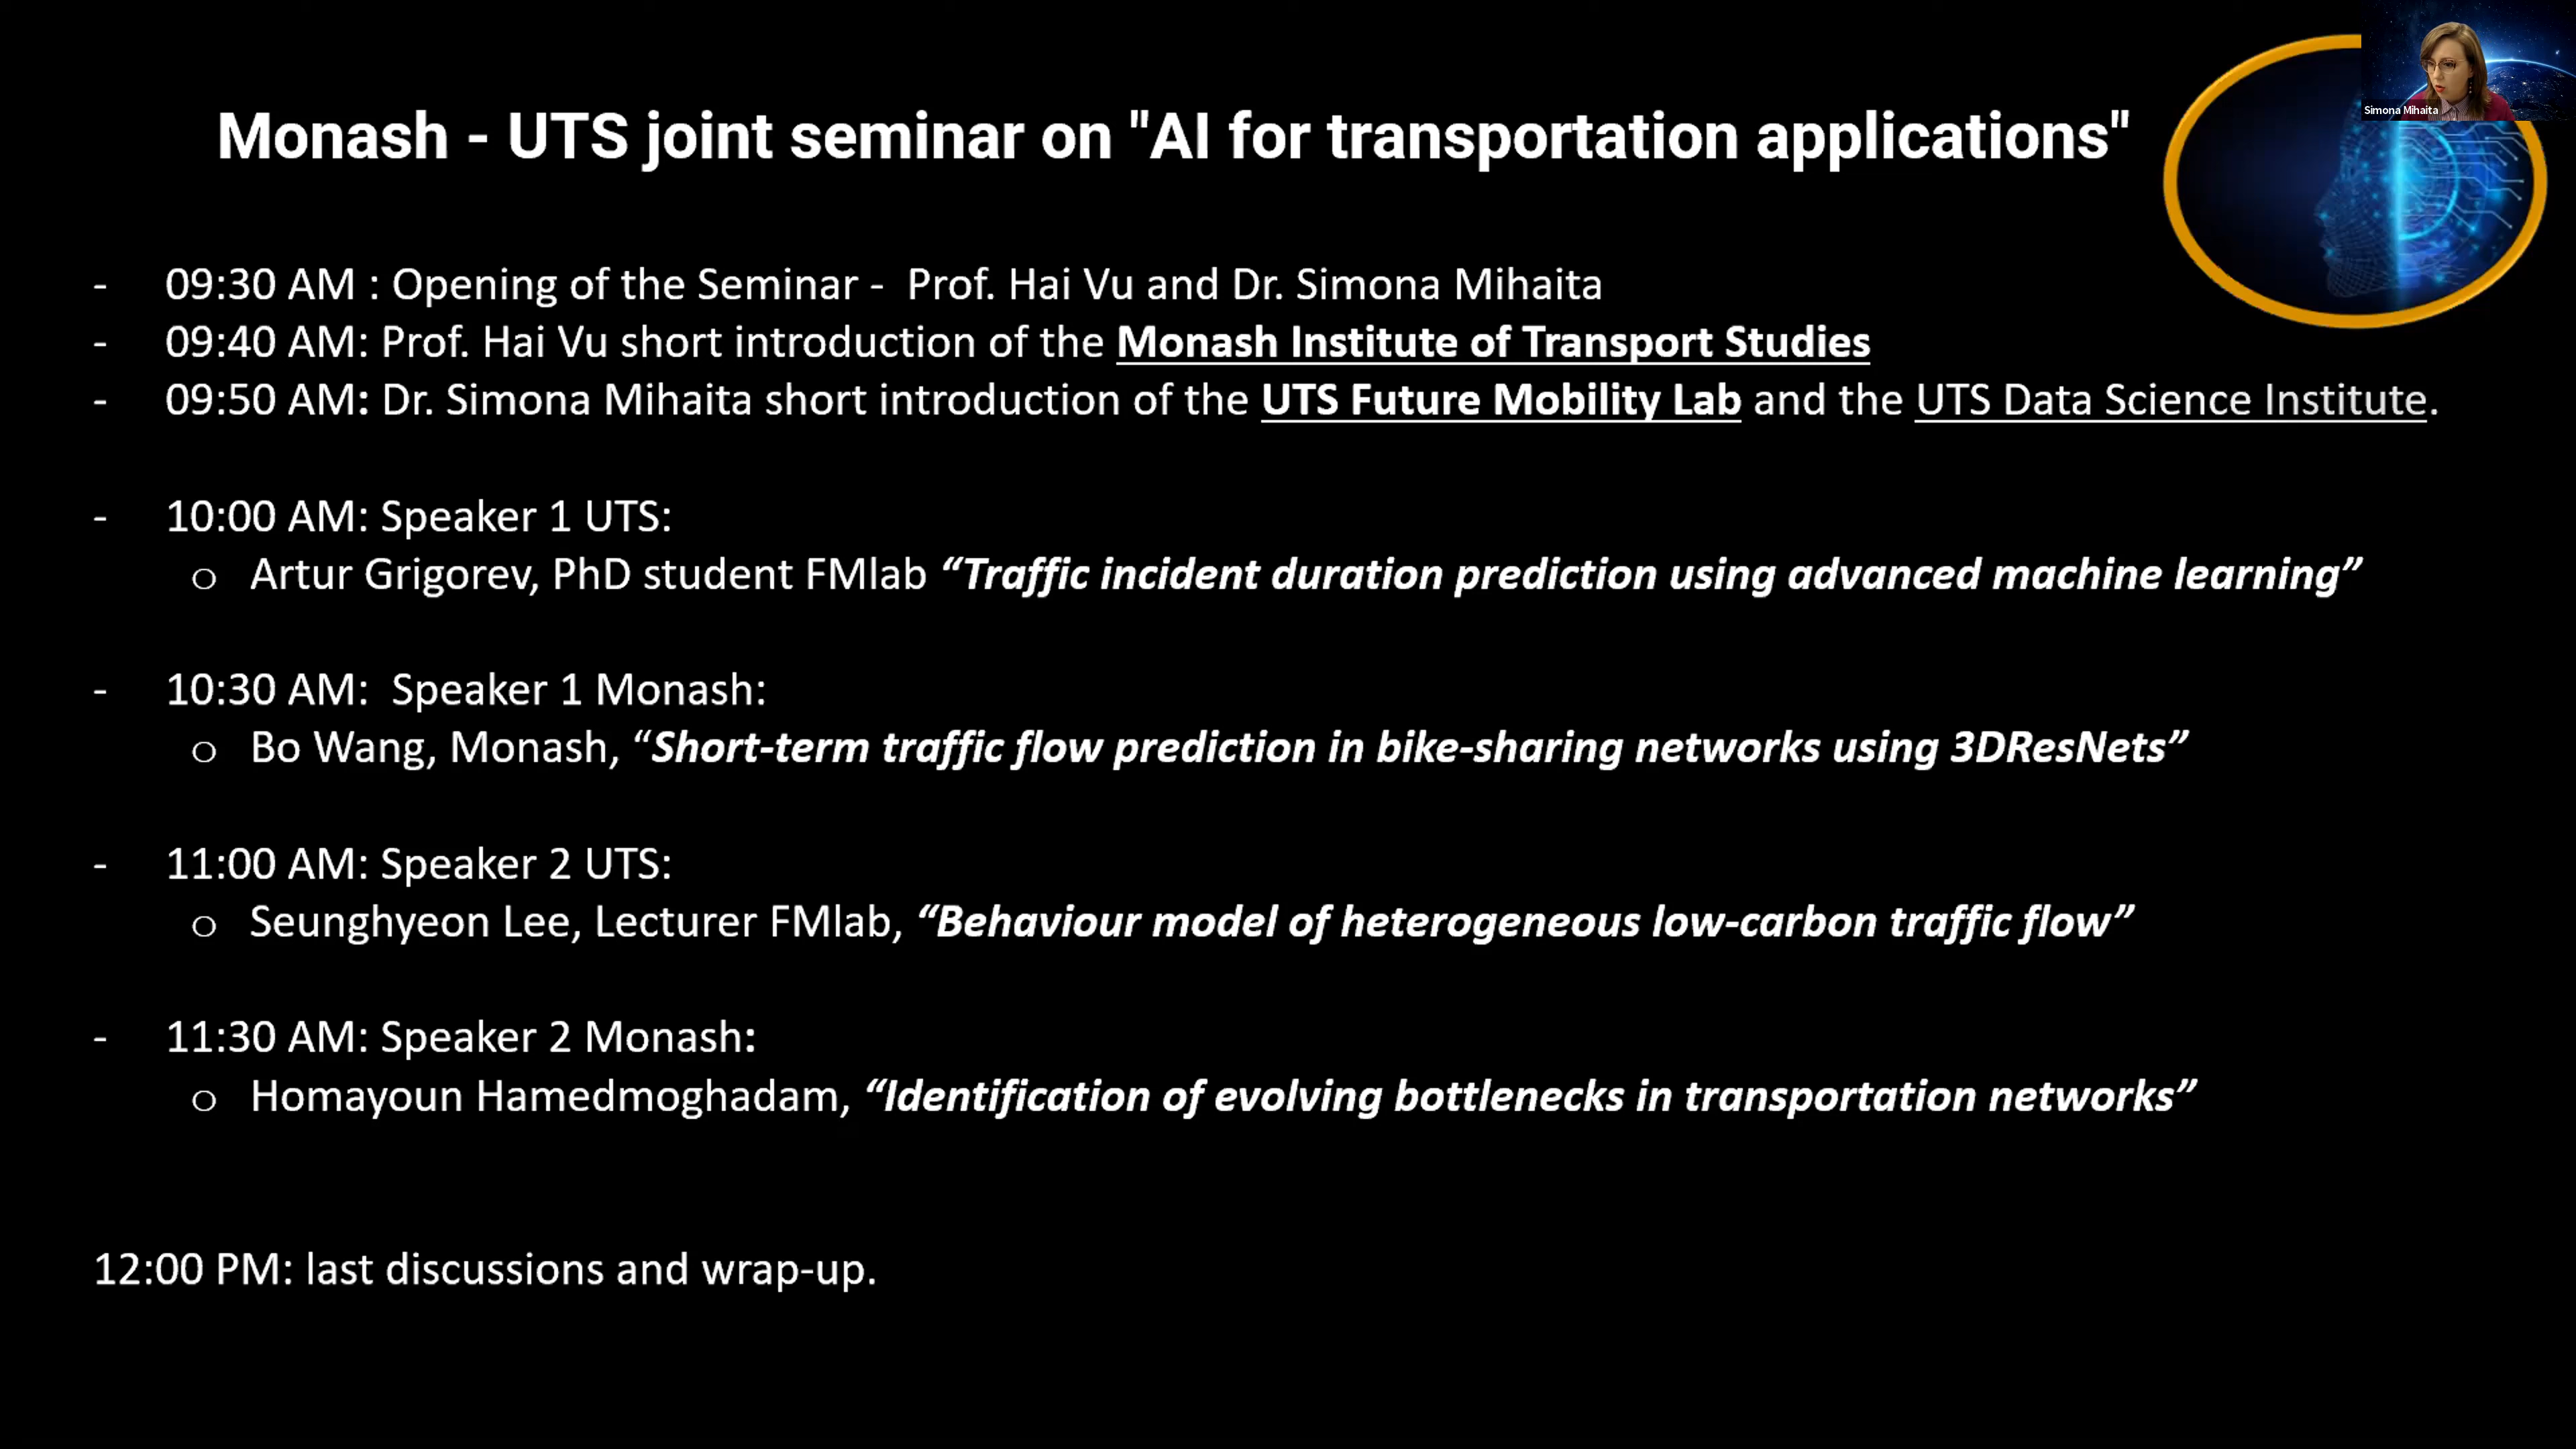 Simona Mihaita
Monash - UTS joint seminar on "AI for transportation applications"
- 09:30 AM : Opening of the Seminar - Prof. Hai Vu and Dr. Simona Mihaita
- 09:40 AM: Prof. Hai Vu short introduction of the Monash Institute of Transport Studies
- 09:50 AM: Dr. Simona Mihaita short introduction of the UTS Future Mobility Lab and the UTS Data Science Institute.
- 10:00 AM: Speaker 1 UTS:
o Artur Grigorev, PhD student FMlab “Traffic incident duration prediction using advanced machine learning”
- 10:30 AM: Speaker 1 Monash:
o Bo Wang, Monash, “Short-term traffic flow prediction in bike-sharing networks using 3DResNets”
- 11:00 AM: Speaker 2 UTS:
o Seunghyeon Lee, Lecturer FMlab, “Behaviour model of heterogeneous low-carbon traffic flow”
- 11:30 AM: Speaker 2 Monash:
o Homayoun Hamedmoghadam, “Identification of evolving bottlenecks in transportation networks”
12:00 PM: last discussions and wrap-up.